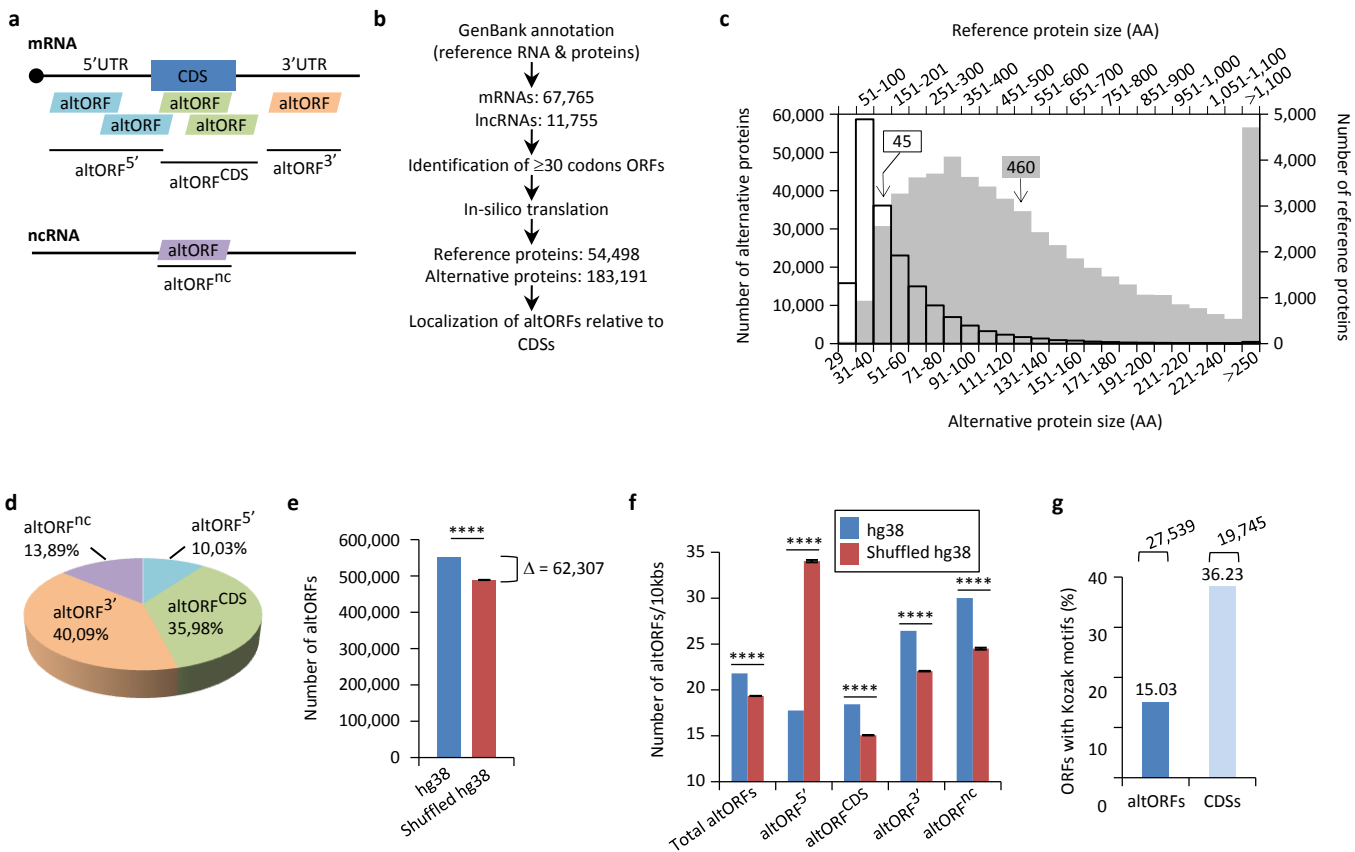 a
mRNA
5'UTR
CDS
3'UTR
altORF
altORF
altORF
altORF
altORF
altORF5'
altORFCDS
altORF3'
ncRNA
altORF
altORFnc
b
GenBank annotation
(reference RNA & proteins)
mRNAs: 67,765
lncRNAs: 11,755
Identification of ≥30 codons ORFs
In-silico translation
Reference proteins: 54,498
Alternative proteins: 183,191
Localization of altORFs relative to
CDSs
c
Reference protein size (AA)
51-100
151-201
251-300
351-400
451-500
551-600
651-700
751-800
851-900
951-1,000
1,051-1,100
>1,100
Number of alternative proteins
60,000
50,000
40,000
30,000
20,000
10,000
0
45
460
5,000
4,000
3,000
2,000
1,000
0
Number of reference proteins
29
31-40
51-60
71-80
91-100
111-120
131-140
151-160
171-180
191-200
211-220
221-240
>250
Alternative protein size (AA)
d
altORFnc
13,89%
altORF5'
10,03%
altORF3'
40,09%
altORFCDS
35,98%
e
Number of altORFs
600,000
500,000
400,000
300,000
200,000
100,000
0
****
Δ = 62,307
hg38
Shuffled hg38
f
hg38
Shuffled hg38
Number of altORFs/10kbs
35
30
25
20
15
10
****
****
****
****
****
Total altORFs
altORF5'
altORFCDS
altORF3'
altORFnc
g
27,539
19,745
ORFs with Kozak motifs (%)
40
30
20
10
0
15.03
36.23
altORFs
CDSs